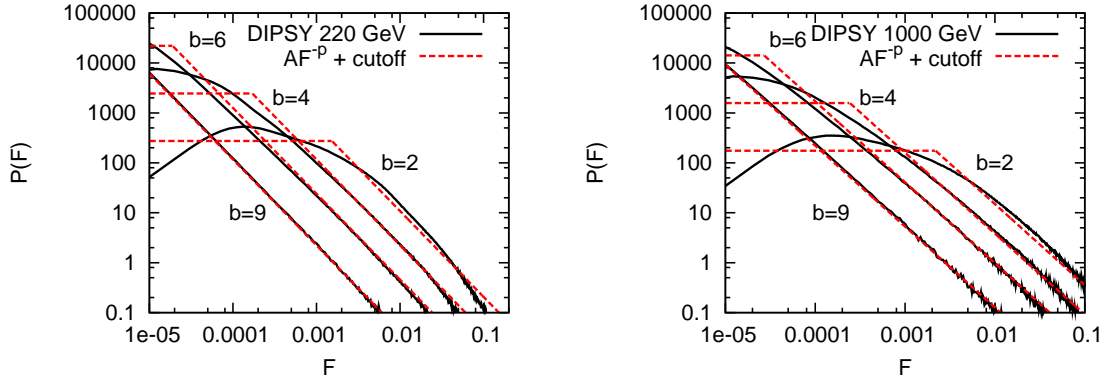 100000
10000
1000
100
10
1
0.1
P(F)
1e-05
0.0001
0.001
0.01
0.1
F
DIPSY 220 GeV
AF^-p + cutoff
b=6
b=4
b=2
b=9
100000
10000
1000
100
10
1
0.1
P(F)
1e-05
0.0001
0.001
0.01
0.1
F
DIPSY 1000 GeV
AF^-p + cutoff
b=6
b=4
b=2
b=9